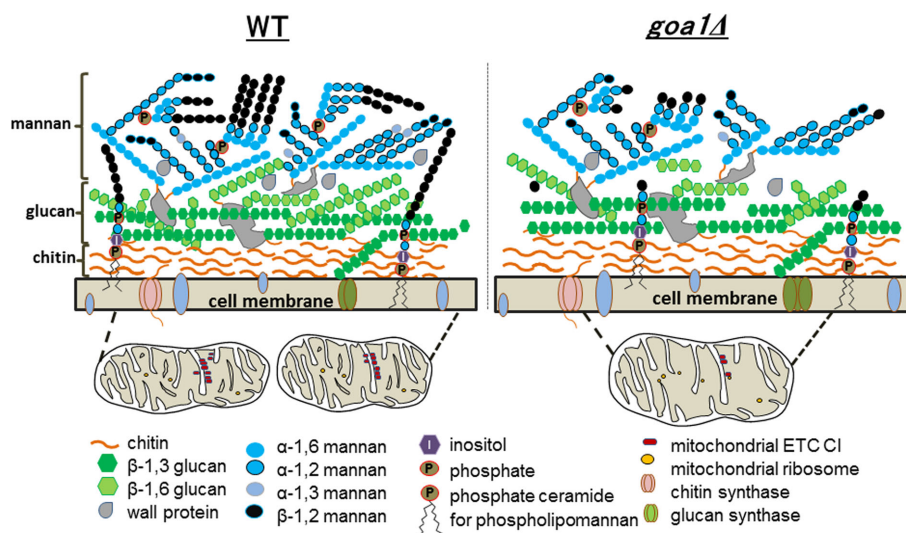 WT
goa1Δ
mannan
glucan
chitin
P
P
P
P
P
P
P
I
I
P
P
cell membrane
P
P
P
P
I
I
P
P
cell membrane
chitin
β-1,3 glucan
β-1,6 glucan
wall protein
α-1,6 mannan
α-1,2 mannan
α-1,3 mannan
β-1,2 mannan
I inositol
P phosphate
P phosphate ceramide
for phospholipomannan
mitochondrial ETC CI
mitochondrial ribosome
chitin synthase
glucan synthase